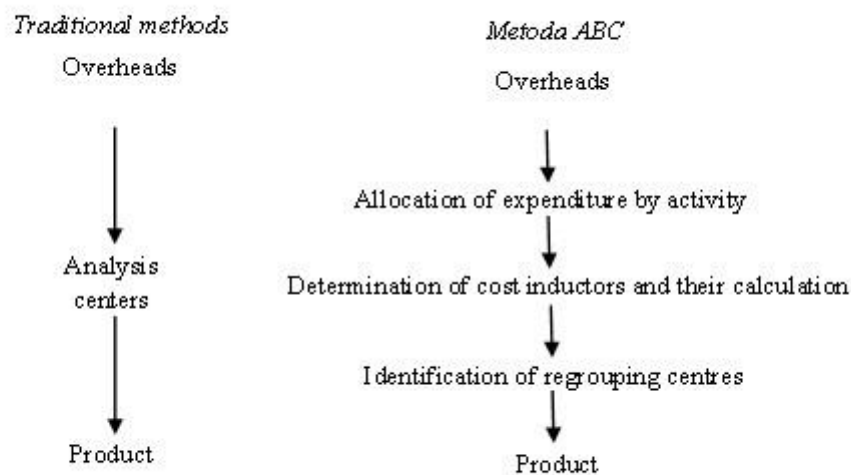 Traditional methods
Overheads
Analysis
centers
Product
Metoda ABC
Overheads
Allocation of expenditure by activity
Determination of cost inductors and their calculation
Identification of regrouping centres
Product